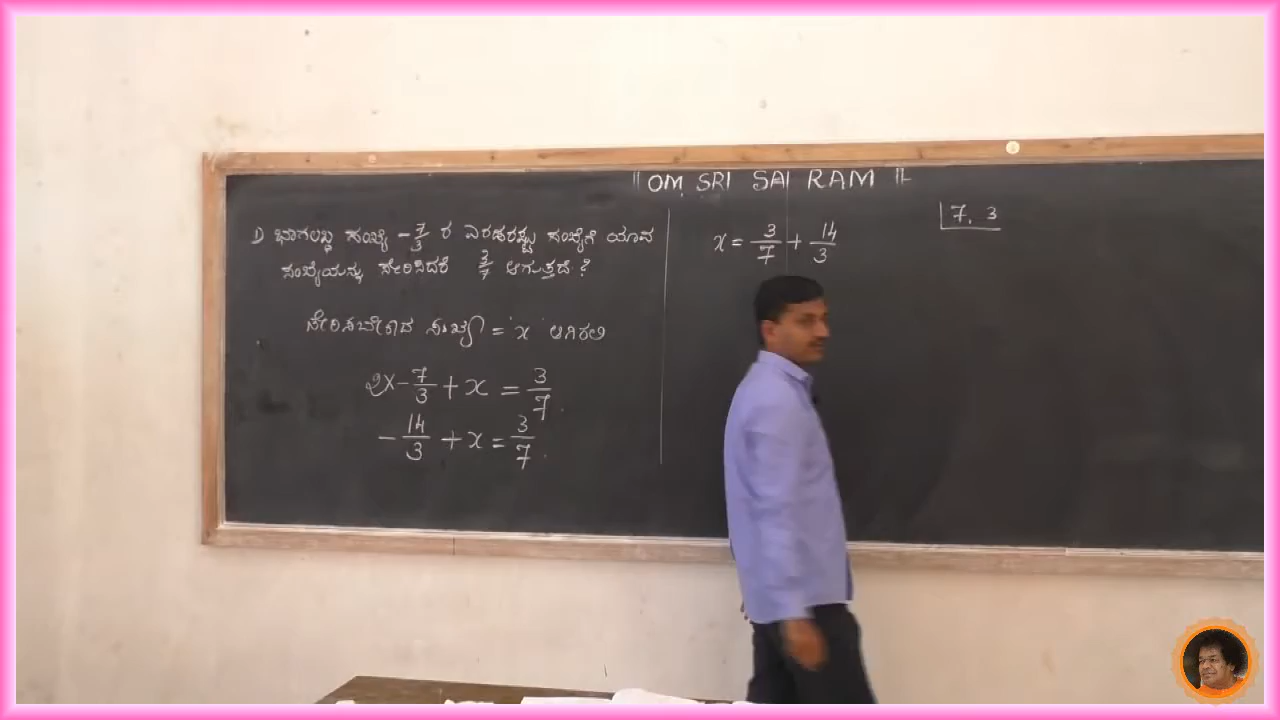 || OM SRI SAI RAM ||
1) ಭಾಗಲಬ್ಧ ಸಂಖ್ಯೆ -7/3 ರ ಎರಡರಷ್ಟು ಸಂಖ್ಯೆಗೆ ಯಾವ
ಸಂಖ್ಯೆಯನ್ನು ಸೇರಿಸಿದರೆ 3/7 ಆಗುತ್ತದೆ ?
ಸೇರಿಸಬೇಕಾದ ಸಂಖ್ಯೆ = 'x' ಆಗಿರಲಿ
2x -7/3 + x = 3/7
-14/3 + x = 3/7
x = 3/7 + 14/3
7, 3